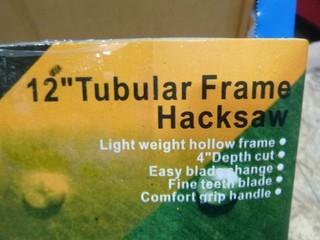 12"Tubular Frame
Hacksaw
Light weight hollow frame
4"Depth cut
Easy blade change
Fine teeth blade
Comfort grip handle